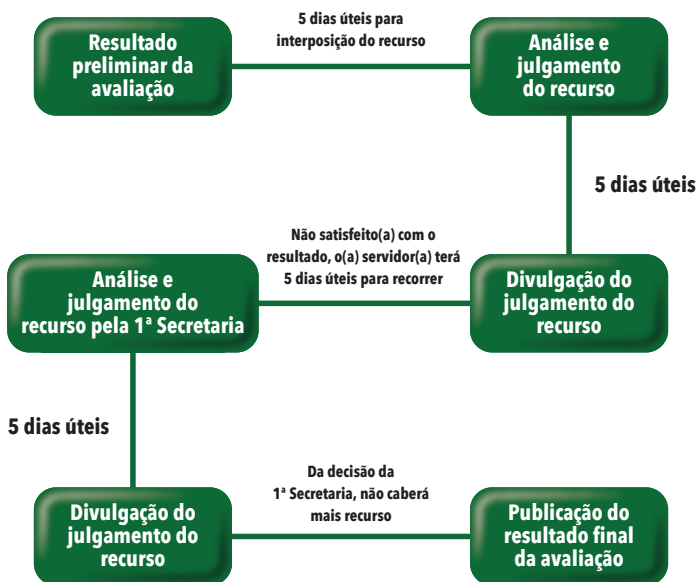 Resultado
preliminar da
avaliação
5 dias úteis para
interposição do recurso
Análise e
julgamento
do recurso
5 dias úteis
Divulgação do
julgamento do
recurso
Não satisfeito(a) com o
resultado, o(a) servidor(a) terá
5 dias úteis para recorrer
Análise e
julgamento do
recurso pela 1ª Secretaria
5 dias úteis
Divulgação do
julgamento do
recurso
Da decisão da
1ª Secretaria, não caberá
mais recurso
Publicação do
resultado final
da avaliação